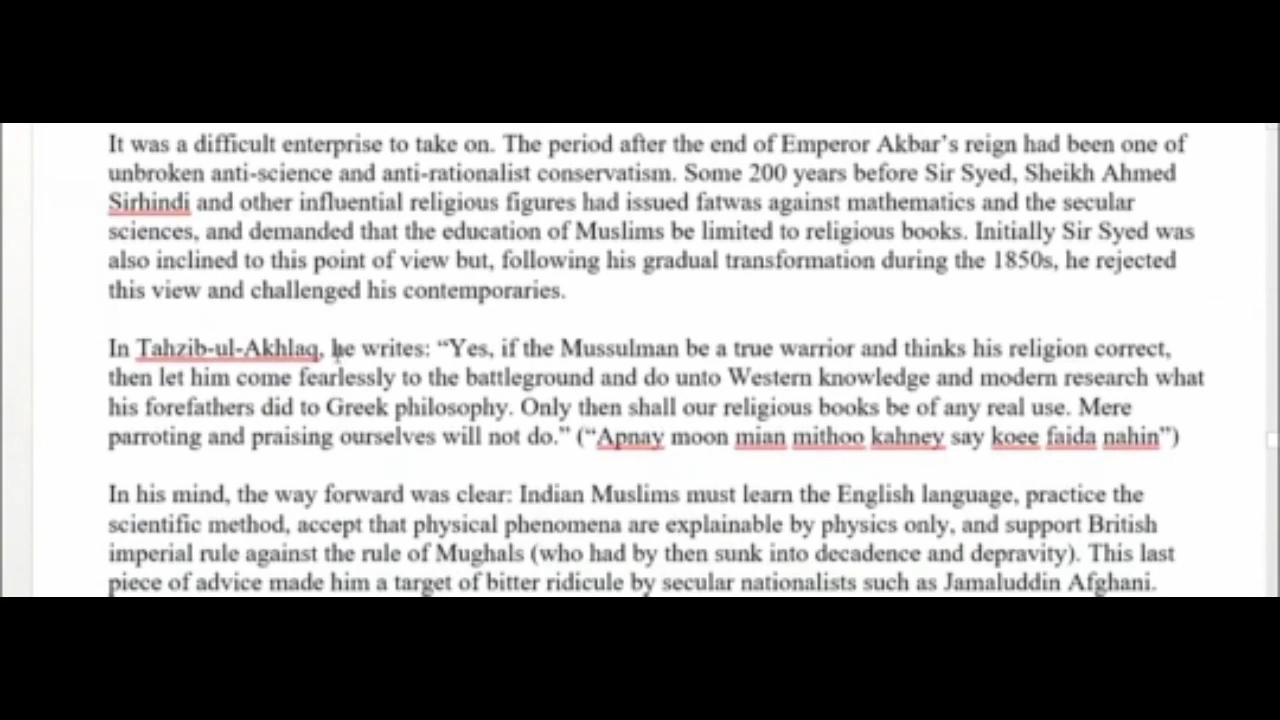 It was a difficult enterprise to take on. The period after the end of Emperor Akbar’s reign had been one of
unbroken anti-science and anti-rationalist conservatism. Some 200 years before Sir Syed, Sheikh Ahmed
Sirhindi and other influential religious figures had issued fatwas against mathematics and the secular
sciences, and demanded that the education of Muslims be limited to religious books. Initially Sir Syed was
also inclined to this point of view but, following his gradual transformation during the 1850s, he rejected
this view and challenged his contemporaries.
In Tahzib-ul-Akhlaq, he writes: “Yes, if the Mussulman be a true warrior and thinks his religion correct,
then let him come fearlessly to the battleground and do unto Western knowledge and modern research what
his forefathers did to Greek philosophy. Only then shall our religious books be of any real use. Mere
parroting and praising ourselves will not do.” (“Apnay moon mian mithoo kahney say koee faida nahin”)
In his mind, the way forward was clear: Indian Muslims must learn the English language, practice the
scientific method, accept that physical phenomena are explainable by physics only, and support British
imperial rule against the rule of Mughals (who had by then sunk into decadence and depravity). This last
piece of advice made him a target of bitter ridicule by secular nationalists such as Jamaluddin Afghani.